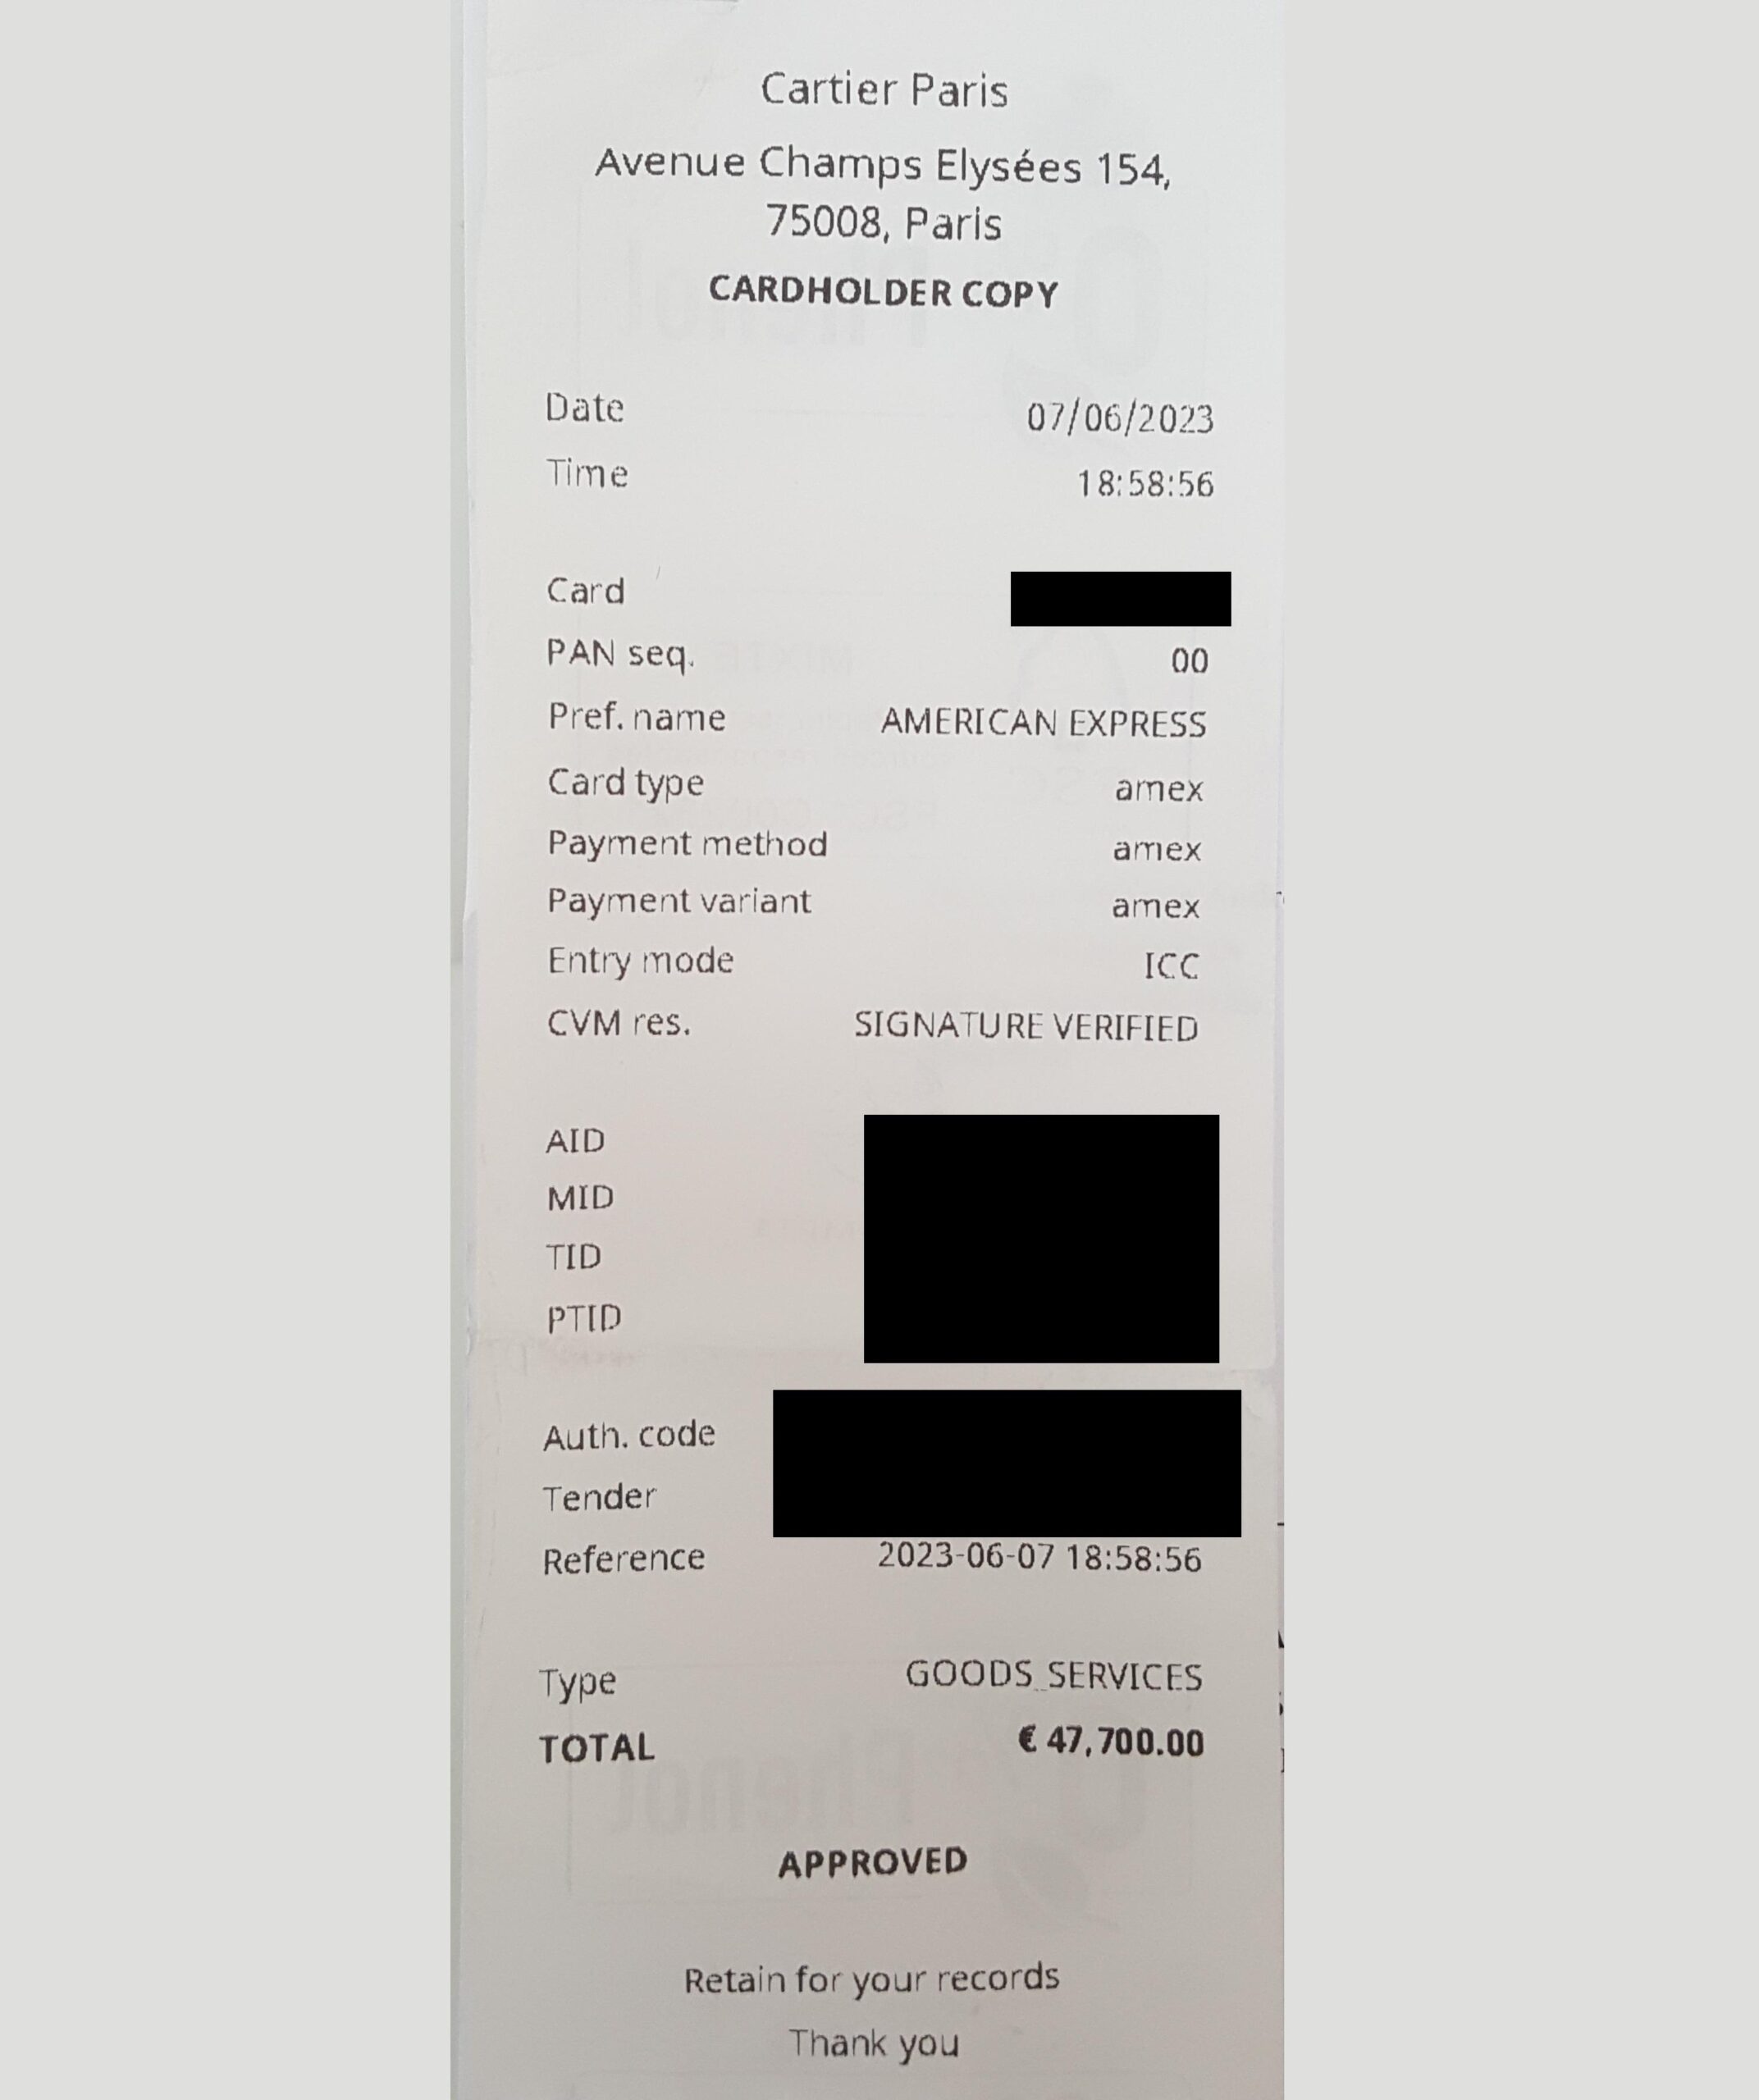 Cartier Paris
Avenue Champs Elysées 154,
75008, Paris
CARDHOLDER COPY
Date 07/06/2023
Time 18:58:56
Card
PAN seq. 00
Pref. name AMERICAN EXPRESS
Card type amex
Payment method amex
Payment variant amex
Entry mode ICC
CVM res. SIGNATURE VERIFIED
AID
MID
TID
PTID
Auth. code
Tender
Reference 2023-06-07 18:58:56
Type GOODS_SERVICES
TOTAL € 47,700.00
APPROVED
Retain for your records
Thank you